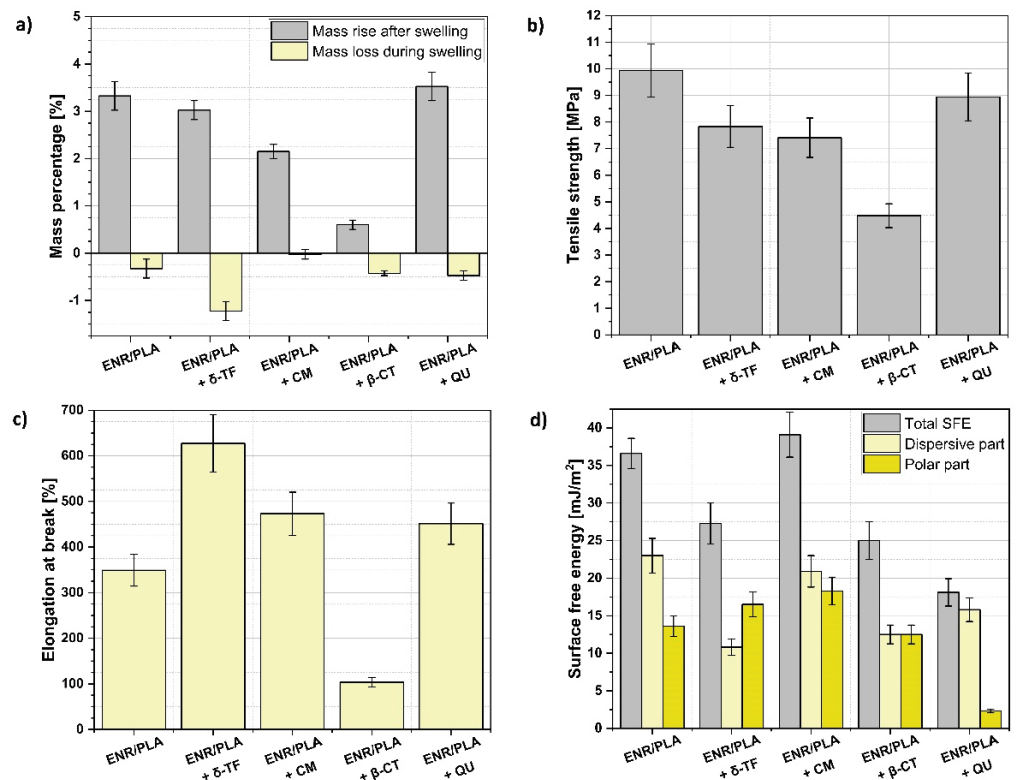 a)
Mass percentage [%]
5
4
3
2
1
0
-1
Mass rise after swelling
Mass loss during swelling
ENR/PLA
ENR/PLA
+ δ-TF
ENR/PLA
+ CM
ENR/PLA
+ β-CT
ENR/PLA
+ QU
b)
Tensile strength [MPa]
12
11
10
9
8
7
6
5
4
3
2
1
0
ENR/PLA
ENR/PLA
+ δ-TF
ENR/PLA
+ CM
ENR/PLA
+ β-CT
ENR/PLA
+ QU
c)
Elongation at break [%]
700
600
500
400
300
200
100
0
ENR/PLA
ENR/PLA
+ δ-TF
ENR/PLA
+ CM
ENR/PLA
+ β-CT
ENR/PLA
+ QU
d)
Surface free energy [mJ/m²]
40
35
30
25
20
15
10
5
0
Total SFE
Dispersive part
Polar part
ENR/PLA
ENR/PLA
+ δ-TF
ENR/PLA
+ CM
ENR/PLA
+ β-CT
ENR/PLA
+ QU